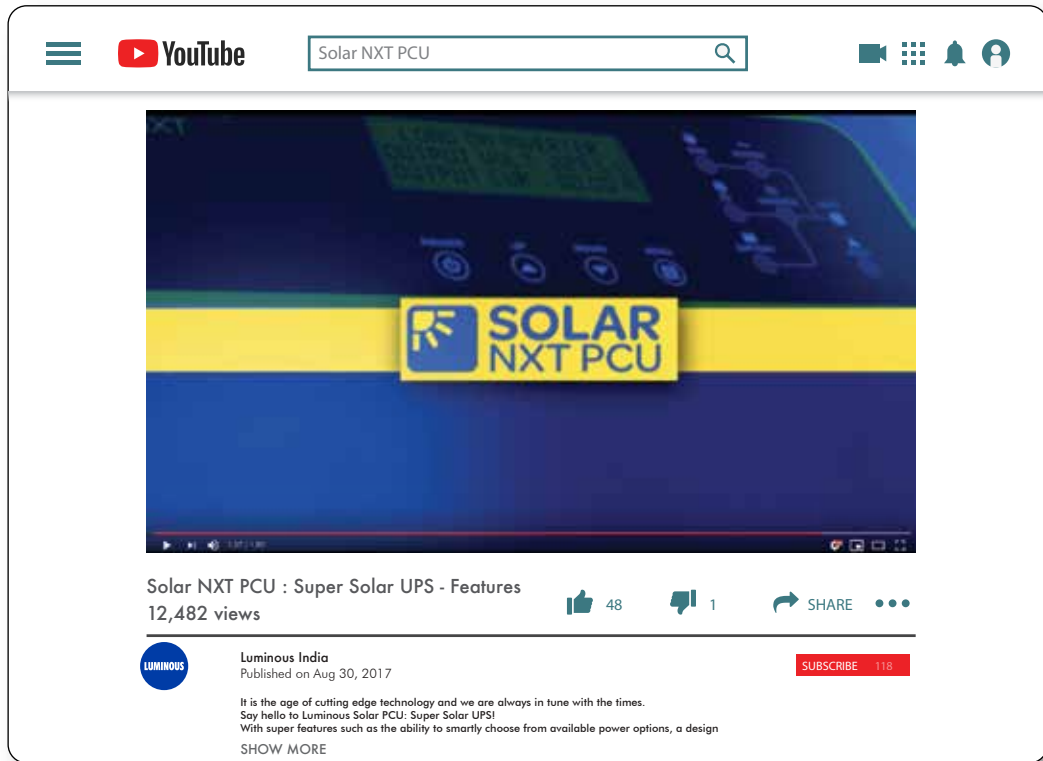 YouTube
Solar NXT PCU
NXT
SOLAR
NXT PCU
Solar NXT PCU : Super Solar UPS - Features
12,482 views
48
1
SHARE
LUMINOUS
Luminous India
Published on Aug 30, 2017
SUBSCRIBE 118
It is the age of cutting edge technology and we are always in tune with the times.
Say hello to Luminous Solar PCU: Super Solar UPS!
With super features such as the ability to smartly choose from available power options, a design
SHOW MORE